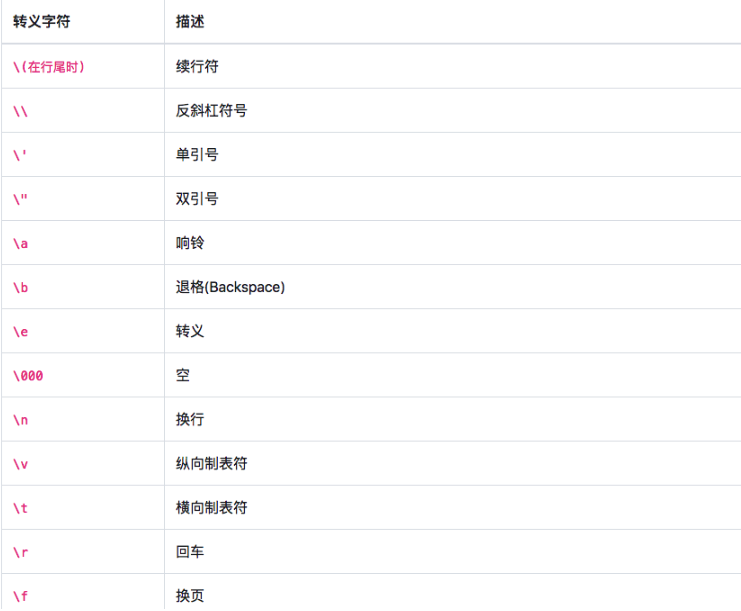 转义字符 描述
\(在行尾时) 续行符
\\ 反斜杠符号
\' 单引号
\" 双引号
\a 响铃
\b 退格(Backspace)
\e 转义
\000 空
\n 换行
\v 纵向制表符
\t 横向制表符
\r 回车
\f 换页